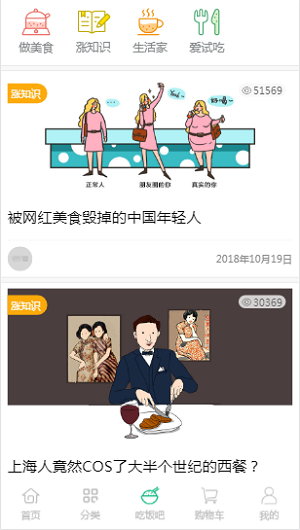 做美食 涨知识 生活家 爱试吃
涨知识 51569
正常人 朋友圈的你 真实的你
被网红美食毁掉的中国年轻人
2018年10月19日
涨知识 30369
上海人竟然COS了大半个世纪的西餐？
首页 分类 吃饭吧 购物车 我的